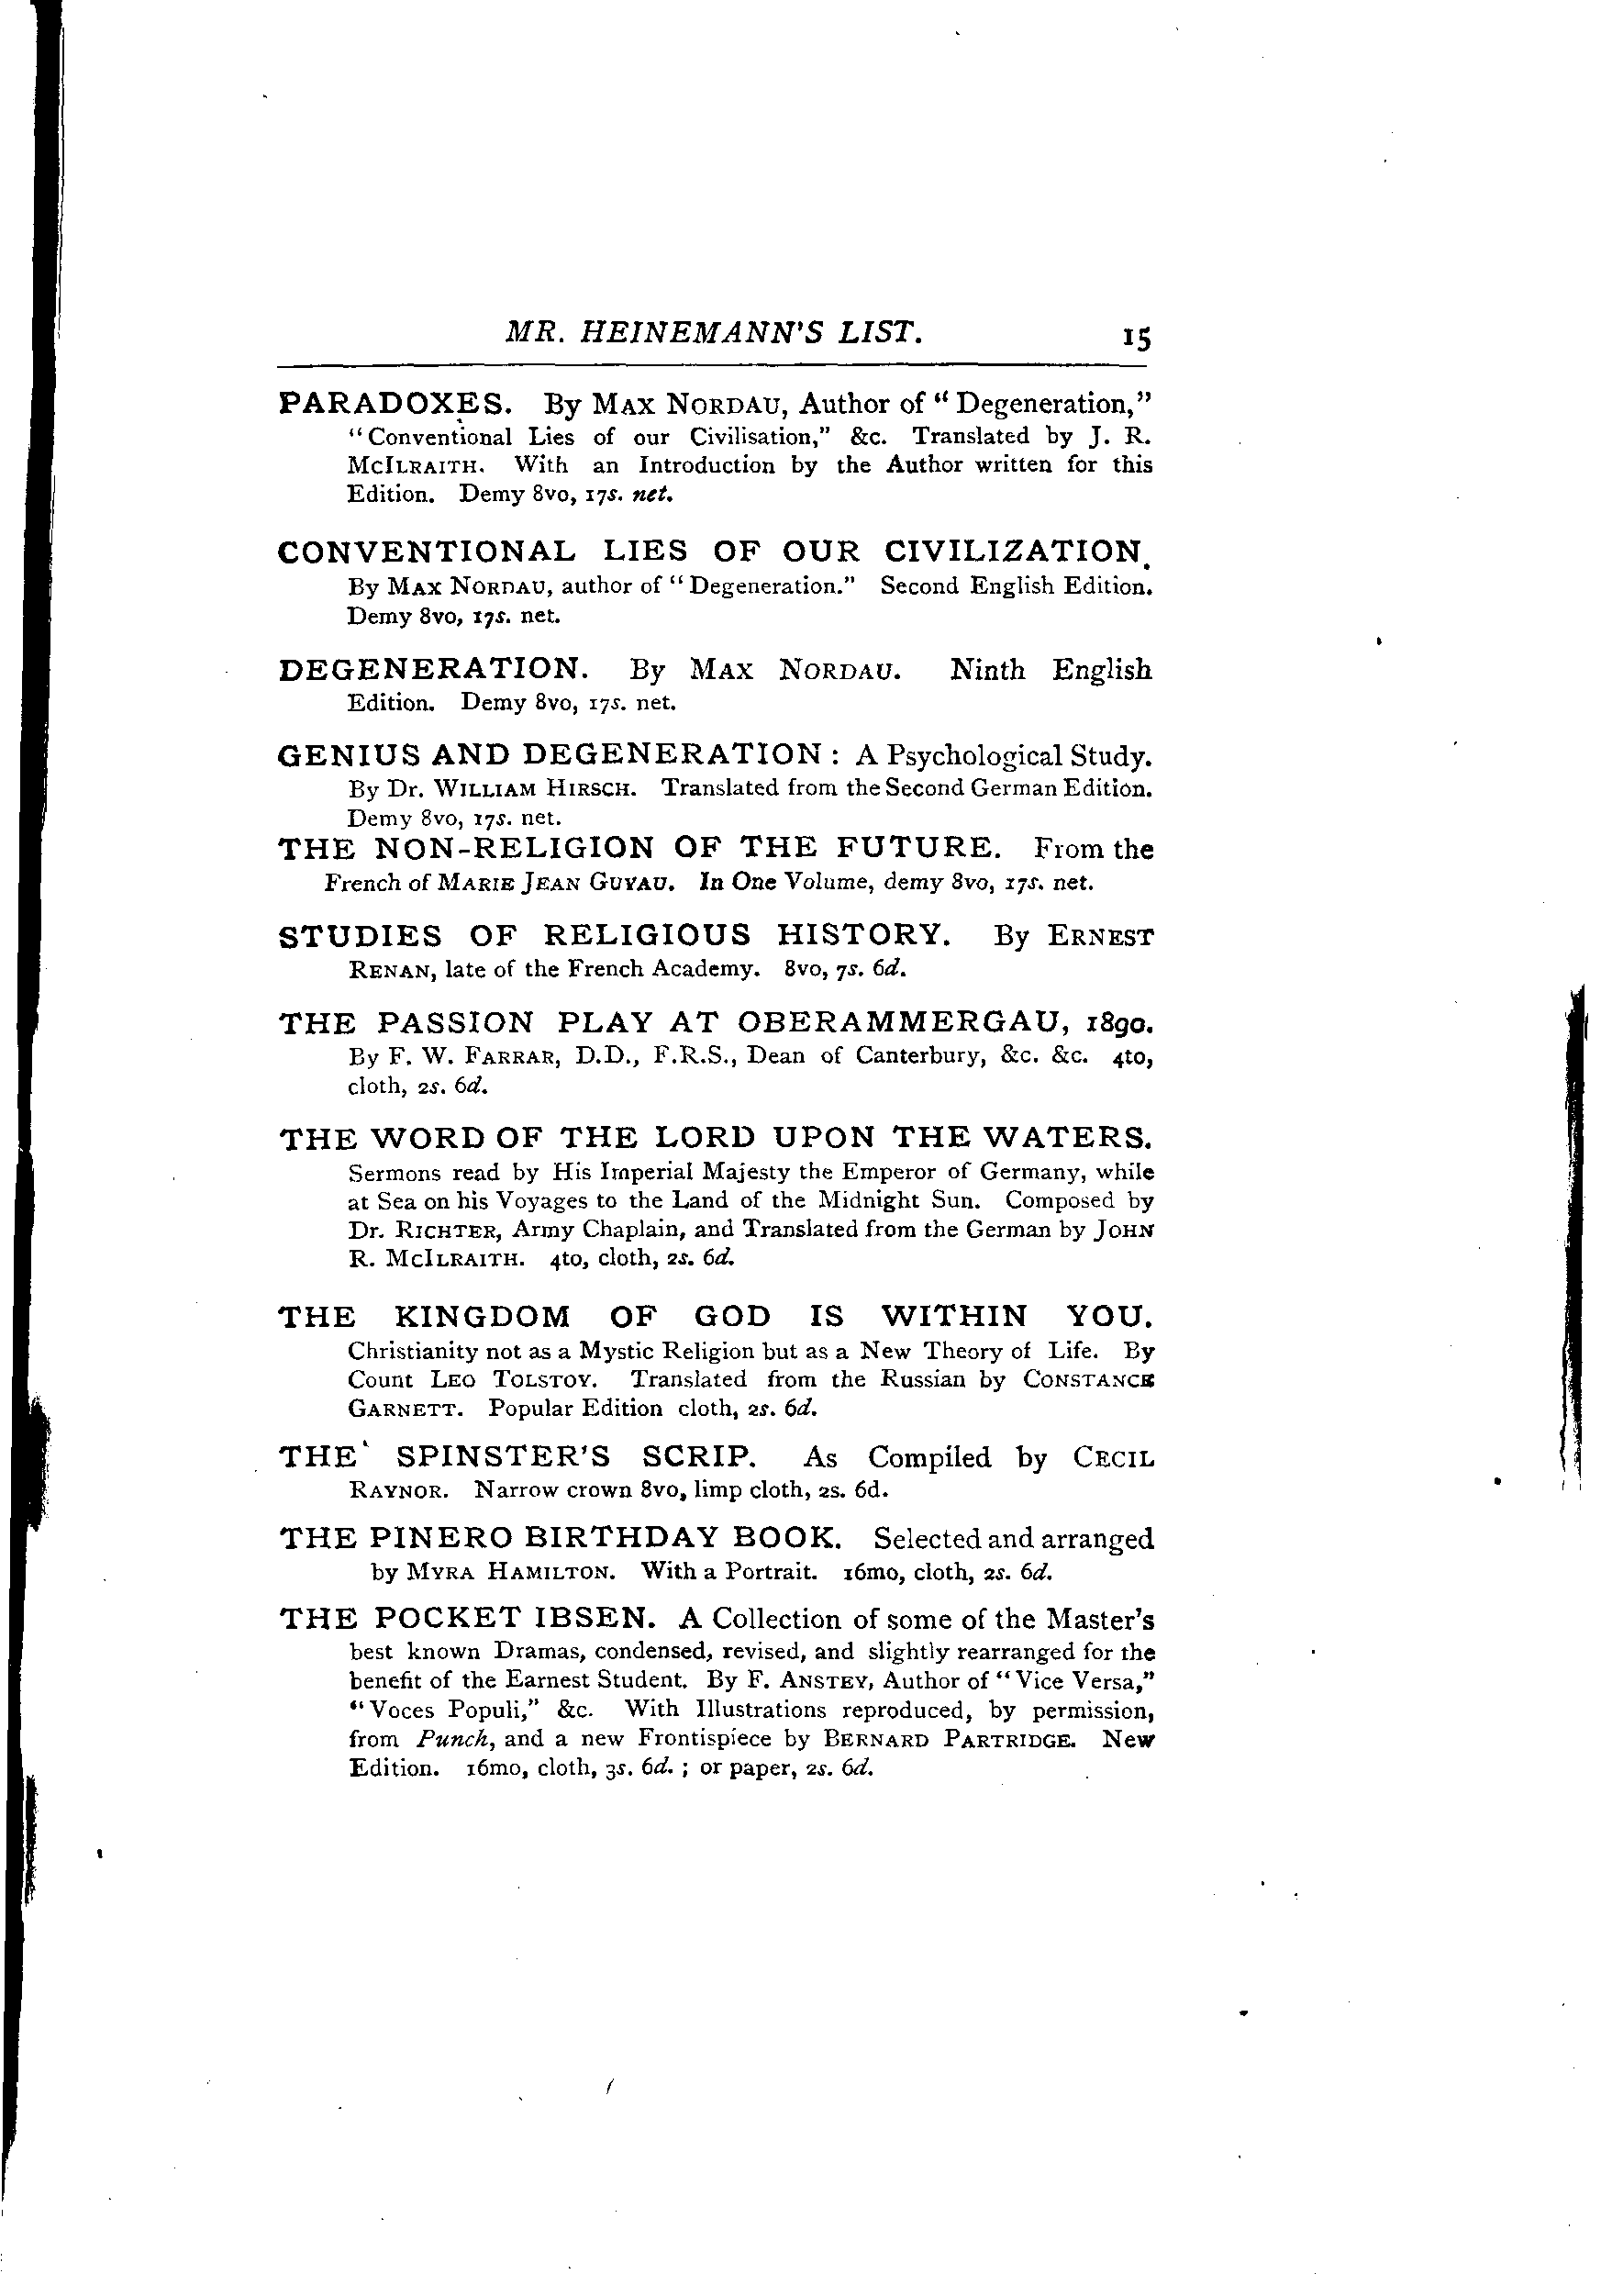 MR. HEINEMANN'S LIST. 15
PARADOXES. By MAX NORDAU, Author of "Degeneration,"
"Conventional Lies of our Civilisation," &c. Translated by J. R.
MCILRAITH. With an Introduction by the Author written for this
Edition. Demy 8vo, 17s. net.
CONVENTIONAL LIES OF OUR CIVILIZATION.
By MAX NORDAU, author of "Degeneration." Second English Edition.
Demy 8vo, 17s. net.
DEGENERATION. By MAX NORDAU. Ninth English
Edition. Demy 8vo, 17s. net.
GENIUS AND DEGENERATION : A Psychological Study.
By Dr. WILLIAM HIRSCH. Translated from the Second German Edition.
Demy 8vo, 17s. net.
THE NON-RELIGION OF THE FUTURE. From the
French of MARIE JEAN GUYAU. In One Volume, demy 8vo, 17s. net.
STUDIES OF RELIGIOUS HISTORY. By ERNEST
RENAN, late of the French Academy. 8vo, 7s. 6d.
THE PASSION PLAY AT OBERAMMERGAU, 1890.
By F. W. FARRAR, D.D., F.R.S., Dean of Canterbury, &c. &c. 4to,
cloth, 2s. 6d.
THE WORD OF THE LORD UPON THE WATERS.
Sermons read by His Imperial Majesty the Emperor of Germany, while
at Sea on his Voyages to the Land of the Midnight Sun. Composed by
Dr. RICHTER, Army Chaplain, and Translated from the German by JOHN
R. MCILRAITH. 4to, cloth, 2s. 6d.
THE KINGDOM OF GOD IS WITHIN YOU.
Christianity not as a Mystic Religion but as a New Theory of Life. By
Count LEO TOLSTOY. Translated from the Russian by CONSTANCE
GARNETT. Popular Edition cloth, 2s. 6d.
THE SPINSTER'S SCRIP. As Compiled by CECIL
RAYNOR. Narrow crown 8vo, limp cloth, 2s. 6d.
THE PINERO BIRTHDAY BOOK. Selected and arranged
by MYRA HAMILTON. With a Portrait. 16mo, cloth, 2s. 6d.
THE POCKET IBSEN. A Collection of some of the Master's
best known Dramas, condensed, revised, and slightly rearranged for the
benefit of the Earnest Student. By F. ANSTEY, Author of "Vice Versa,"
"Voces Populi," &c. With Illustrations reproduced, by permission,
from Punch, and a new Frontispiece by BERNARD PARTRIDGE. New
Edition. 16mo, cloth, 3s. 6d. ; or paper, 2s. 6d.